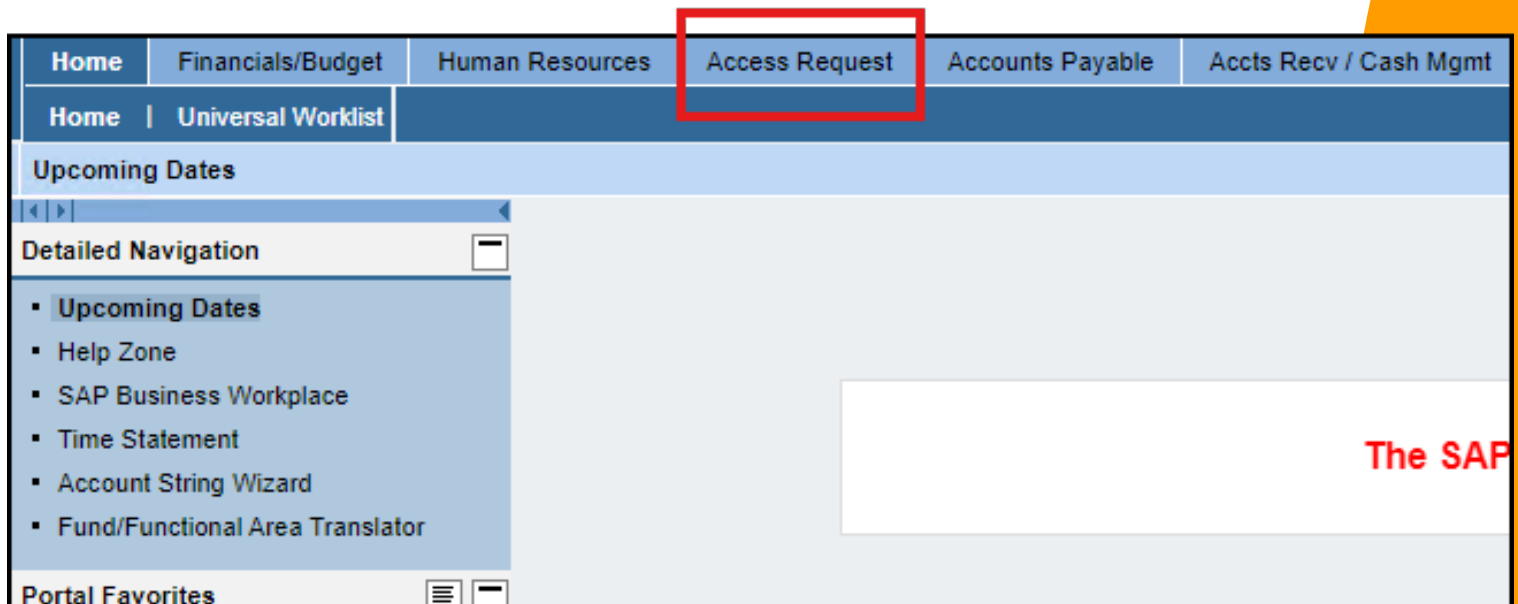 Home Financials/Budget Human Resources Access Request Accounts Payable Accts Recv / Cash Mgmt
Home | Universal Worklist
Upcoming Dates
Detailed Navigation
Upcoming Dates
Help Zone
SAP Business Workplace
Time Statement
The SAP
Account String Wizard
Fund/Functional Area Translator
Portal Favorites